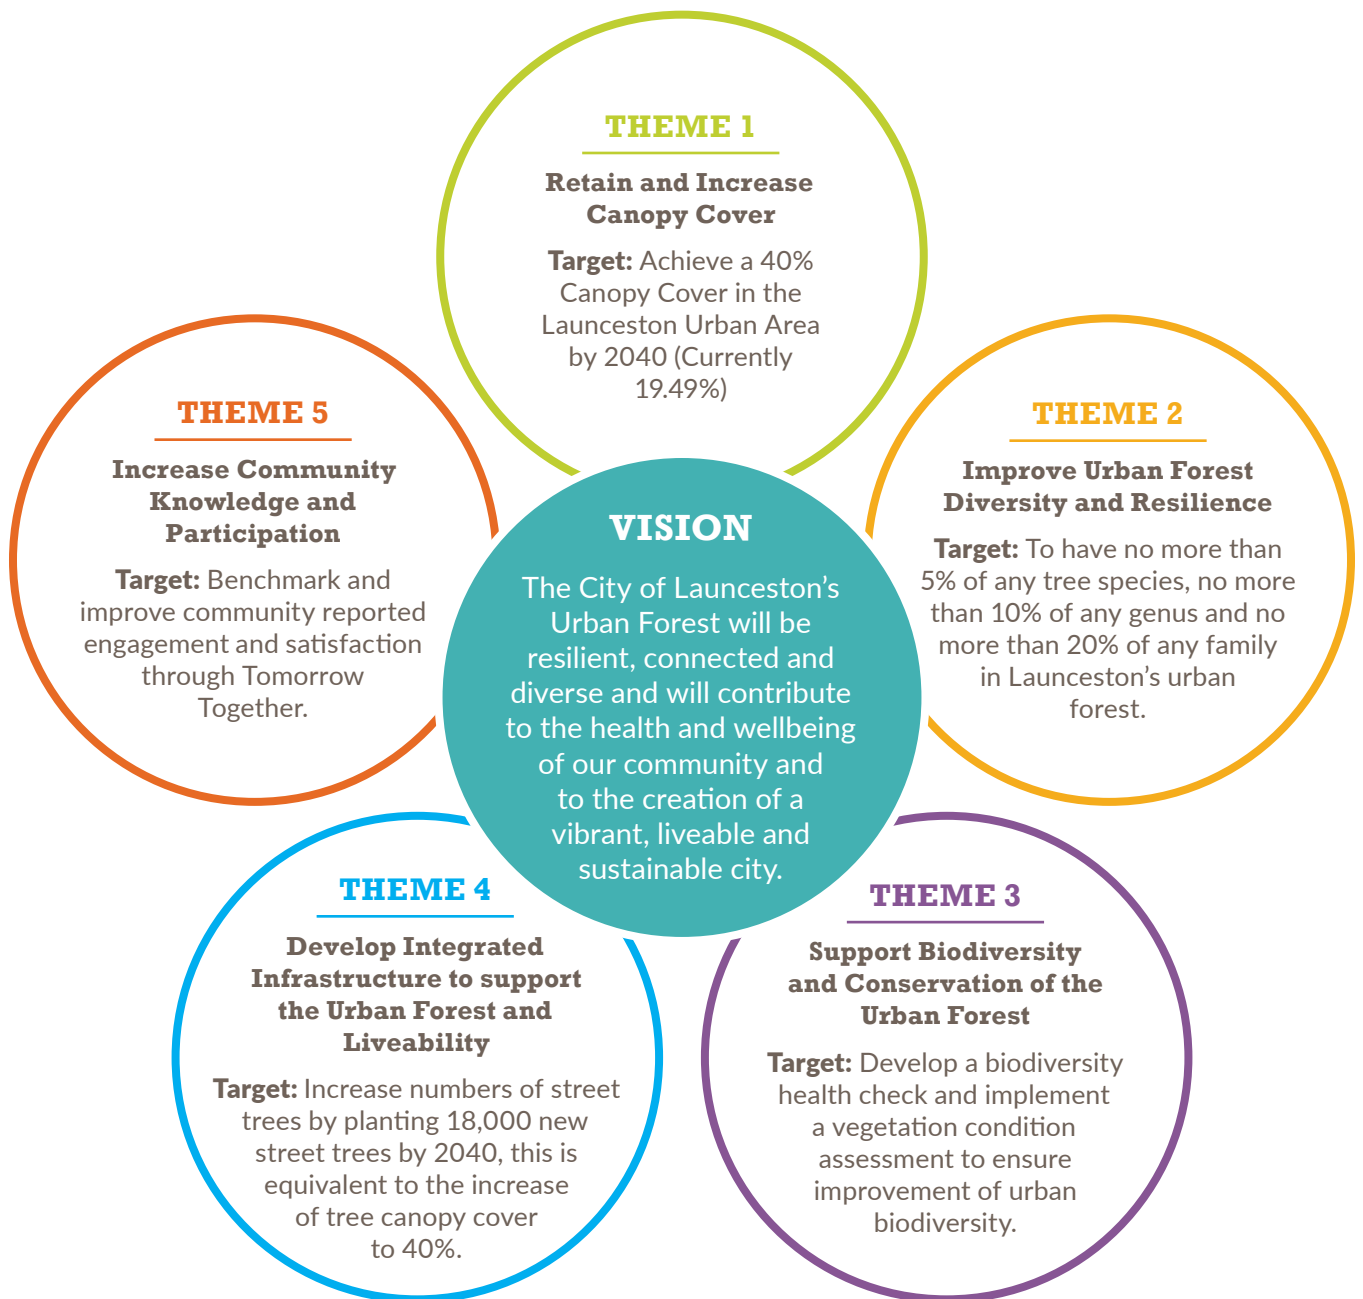 THEME 1
Retain and Increase
Canopy Cover
Target: Achieve a 40%
Canopy Cover in the
Launceston Urban Area
by 2040 (Currently
19.49%)
THEME 2
Improve Urban Forest
Diversity and Resilience
Target: To have no more than
5% of any tree species, no more
than 10% of any genus and no
more than 20% of any family
in Launceston’s urban
forest.
THEME 3
Support Biodiversity
and Conservation of the
Urban Forest
Target: Develop a biodiversity
health check and implement
a vegetation condition
assessment to ensure
improvement of urban
biodiversity.
THEME 4
Develop Integrated
Infrastructure to support
the Urban Forest and
Liveability
Target: Increase numbers of street
trees by planting 18,000 new
street trees by 2040, this is
equivalent to the increase
of tree canopy cover
to 40%.
THEME 5
Increase Community
Knowledge and
Participation
Target: Benchmark and
improve community reported
engagement and satisfaction
through Tomorrow
Together.
VISION
The City of Launceston’s
Urban Forest will be
resilient, connected and
diverse and will contribute
to the health and wellbeing
of our community and
to the creation of a
vibrant, liveable and
sustainable city.